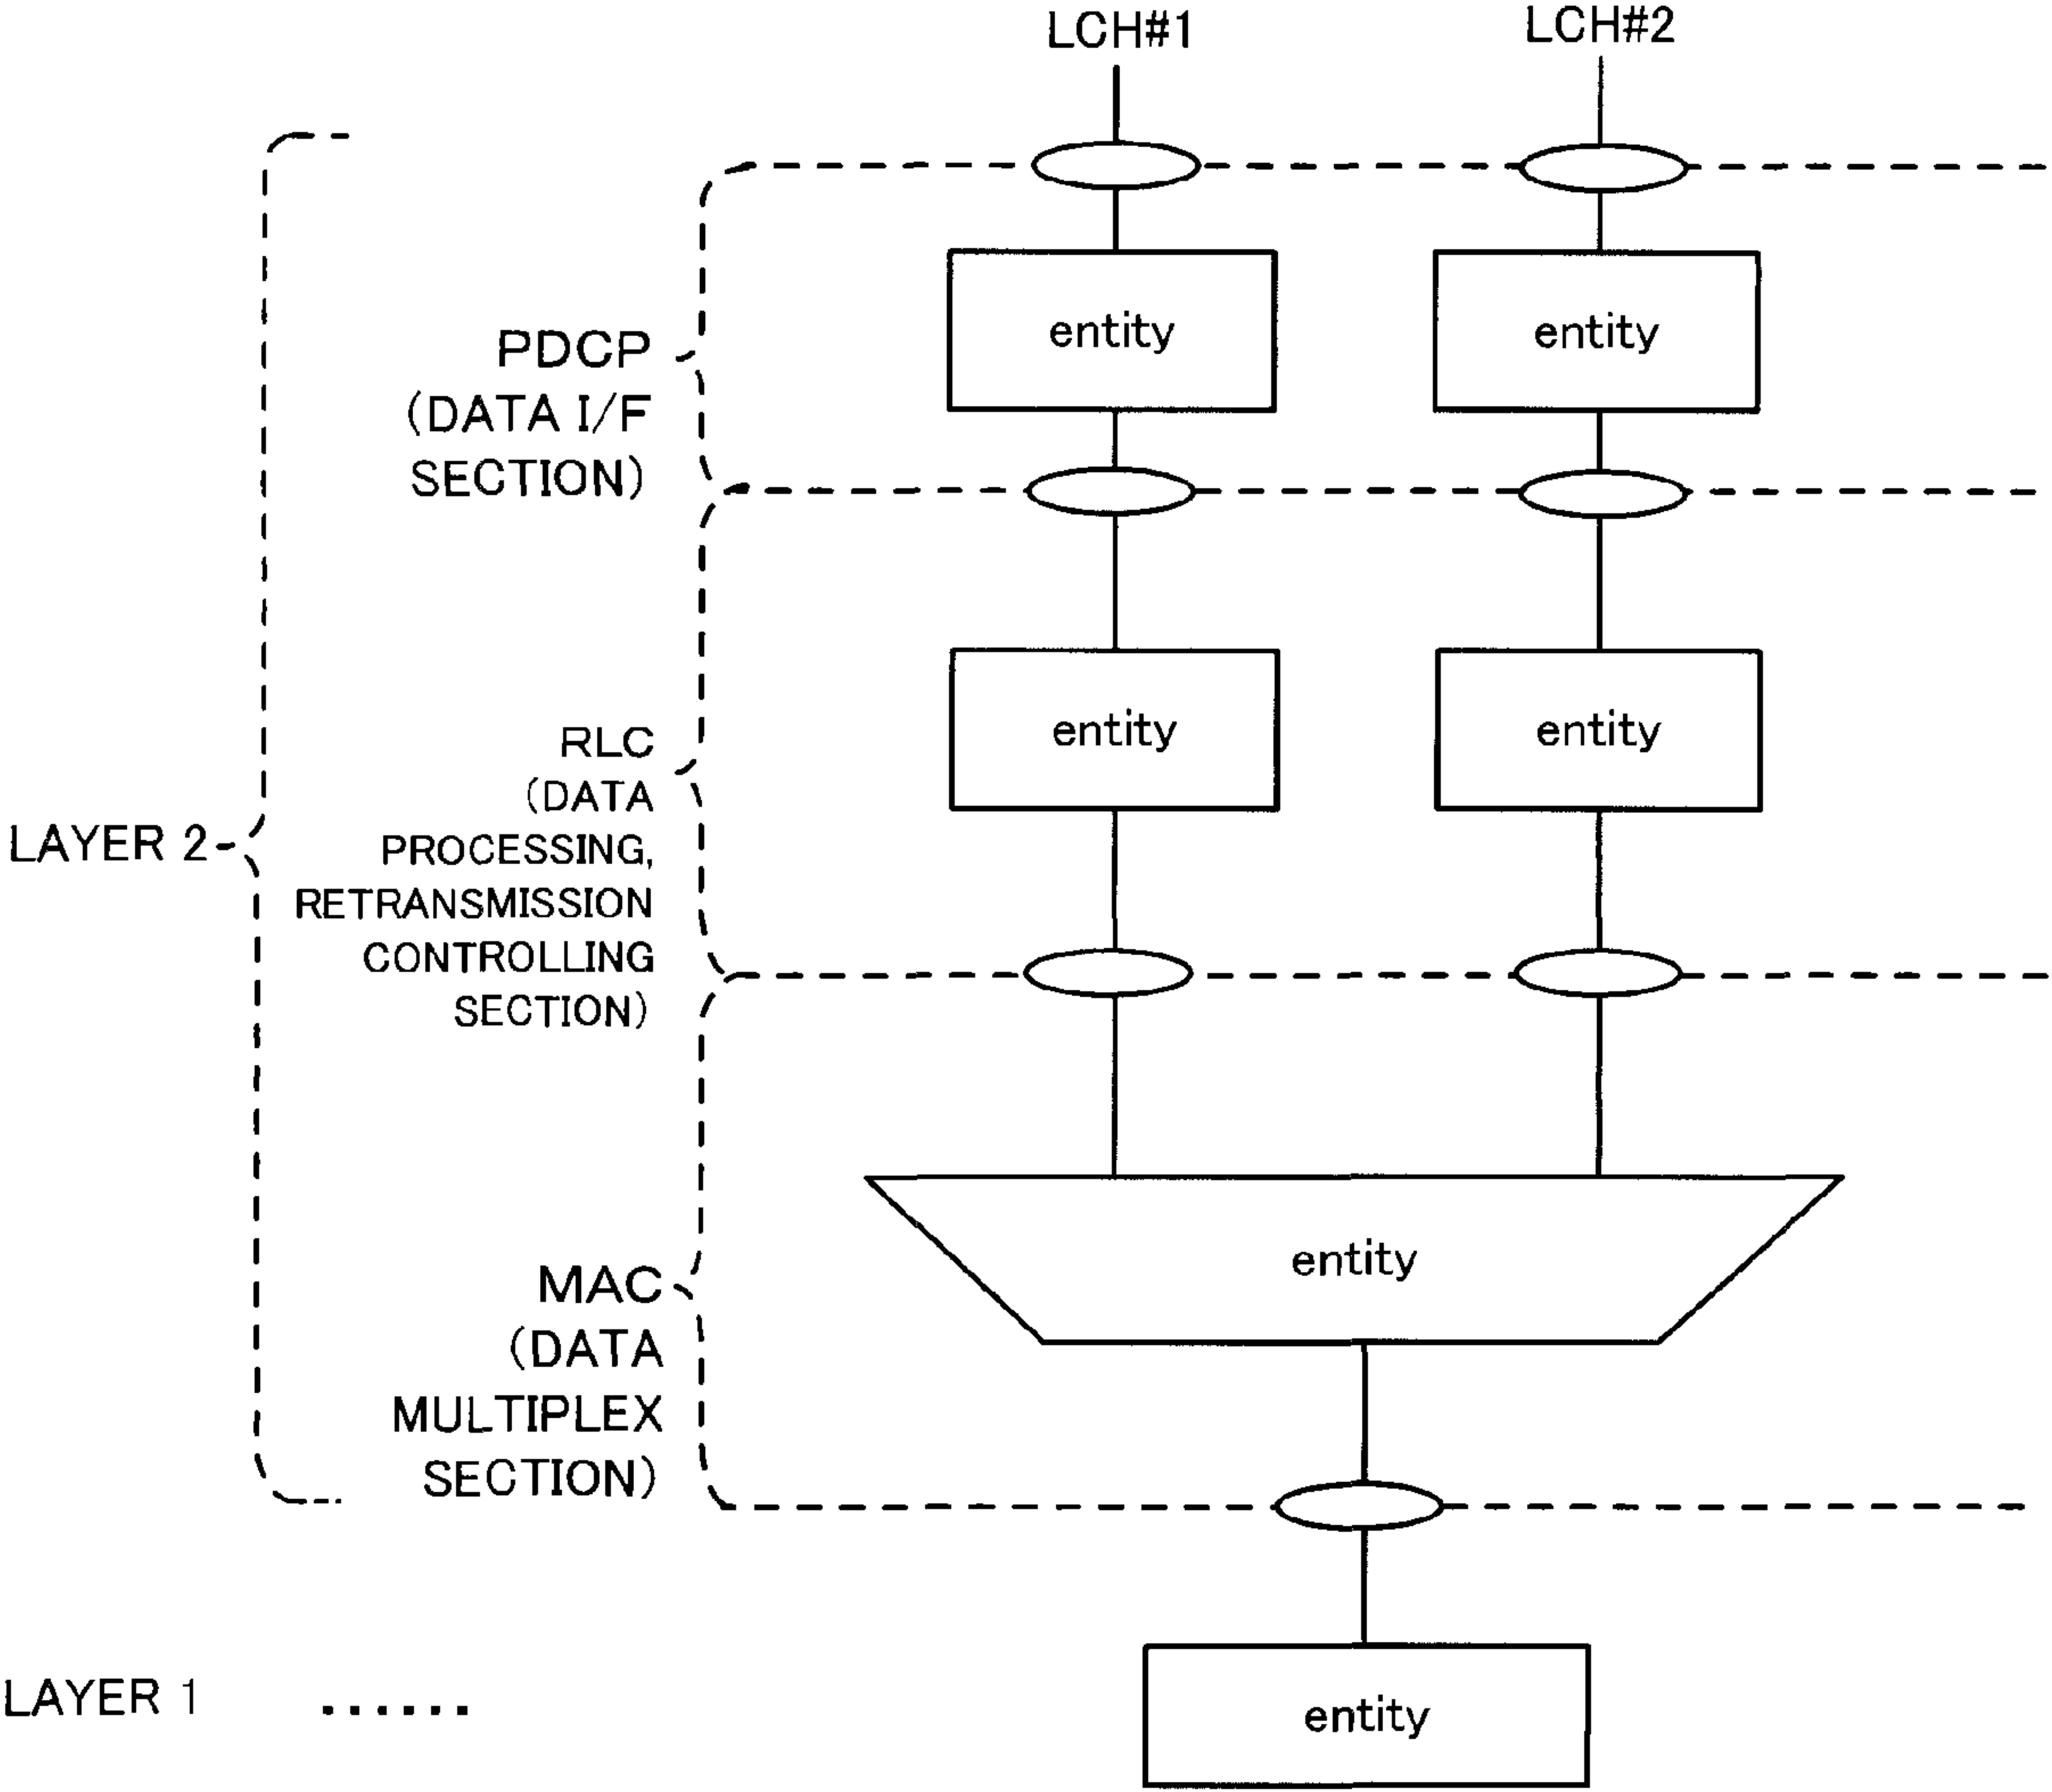 LCH#1
LCH#2
entity
entity
PDCP
(DATA I/F
SECTION)
entity
entity
RLC
(DATA
PROCESSING,
RETRANSMISSION
CONTROLLING
SECTION)
LAYER 2
entity
MAC
(DATA
MULTIPLEX
SECTION)
LAYER 1 ......
entity